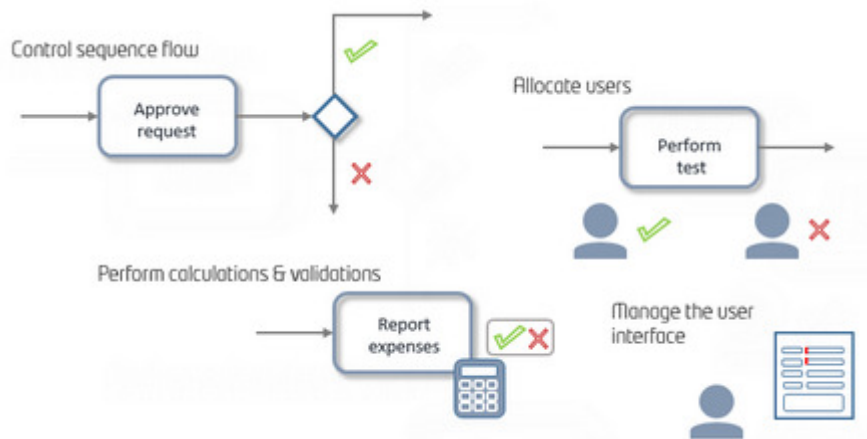 Control sequence flow
Approve
request
Allocate users
Perform
test
Perform calculations & validations
Report
expenses
Manage the user
interface